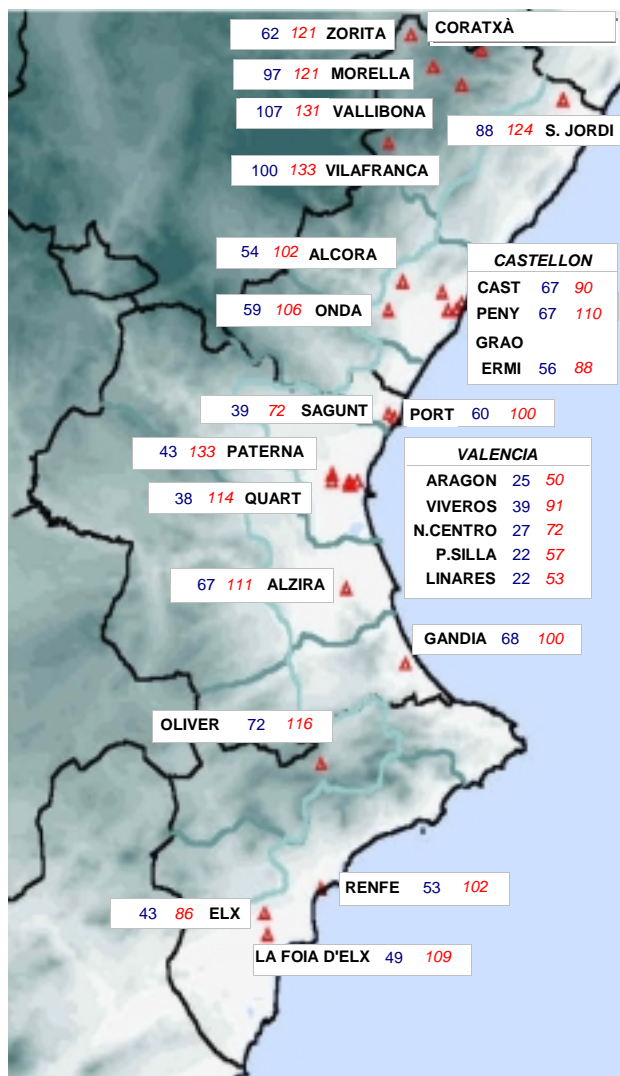 62 121 ZORITA
CORATXÀ
97 121 MORELLA
107 131 VALLIBONA
88 124 S. JORDI
100 133 VILAFRANCA
54 102 ALCORA
59 106 ONDA
CASTELLON
CAST 67 90
PENY 67 110
GRAO
ERMI 56 88
39 72 SAGUNT
PORT 60 100
43 133 PATERNA
38 114 QUART
VALENCIA
ARAGON 25 50
VIVEROS 39 91
N.CENTRO 27 72
P.SILLA 22 57
LINARES 22 53
67 111 ALZIRA
GANDIA 68 100
OLIVER 72 116
RENFE 53 102
43 86 ELX
LA FOIA D'ELX 49 109